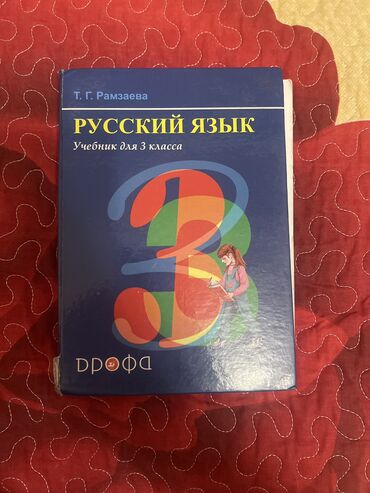 Т. Г. Рамзаева
РУССКИЙ ЯЗЫК
Учебник для 3 класса
3
ДРОФА